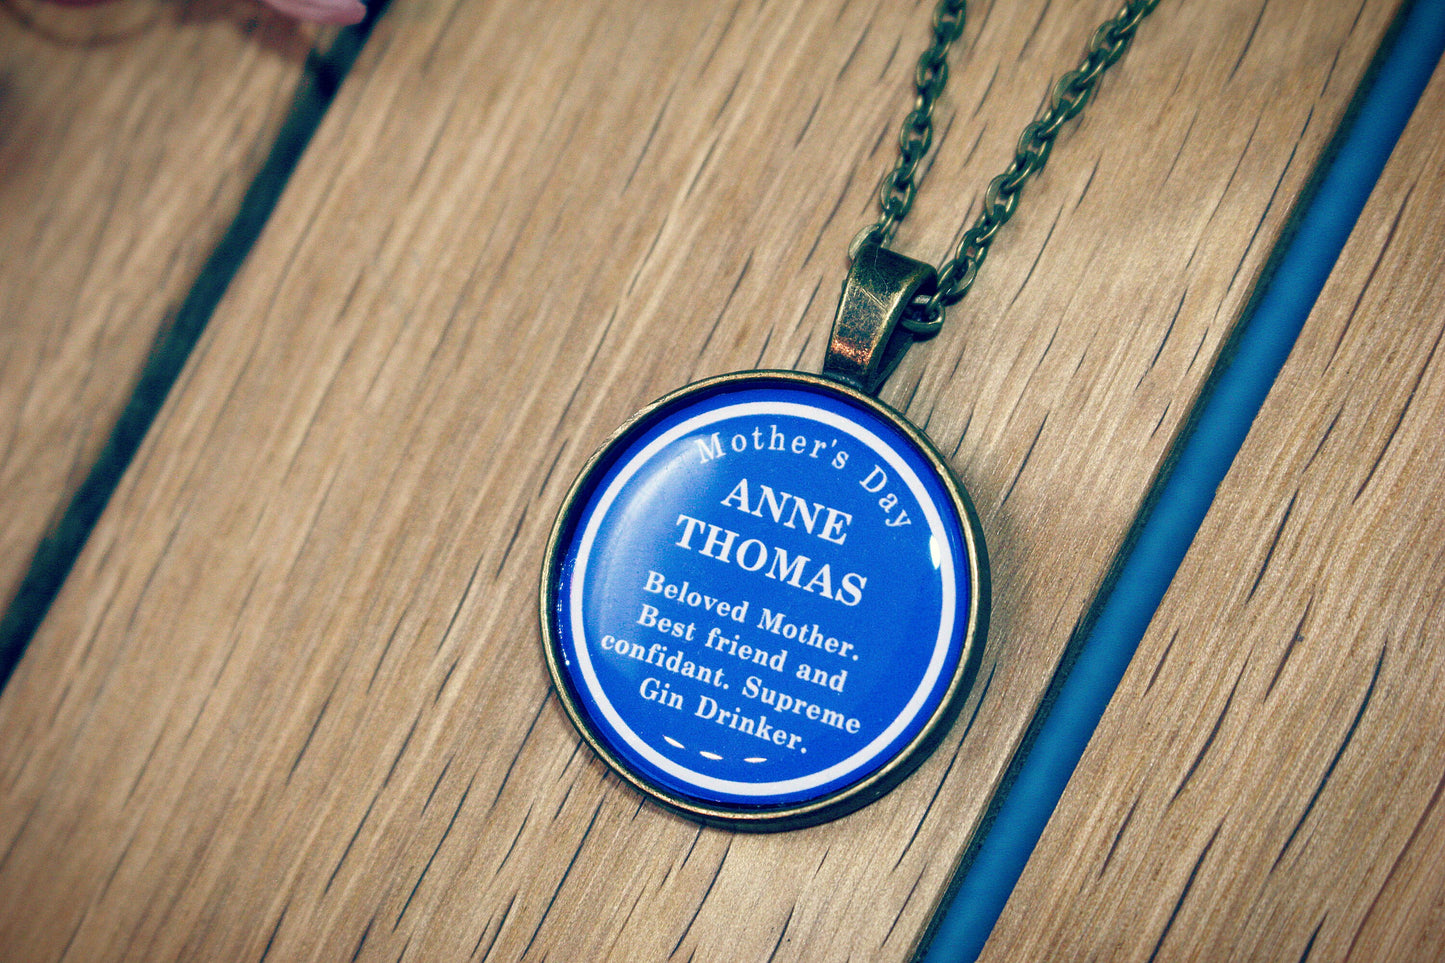 Mother's Day
ANNE
THOMAS
Beloved Mother.
Best friend and
confidant. Supreme
Gin Drinker.